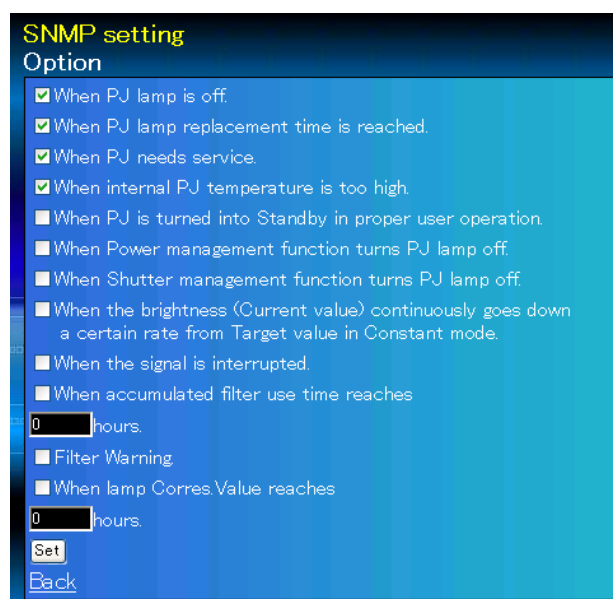 SNMP setting
Option
When PJ lamp is off.
When PJ lamp replacement time is reached.
When PJ needs service.
When internal PJ temperature is too high.
When PJ is turned into Standby in proper user operation.
When Power management function turns PJ lamp off.
When Shutter management function turns PJ lamp off.
When the brightness (Current value) continuously goes down
a certain rate from Target value in Constant mode.
When the signal is interrupted.
When accumulated filter use time reaches
0 hours.
Filter Warning.
When lamp Corres.Value reaches
0 hours.
Set
Back